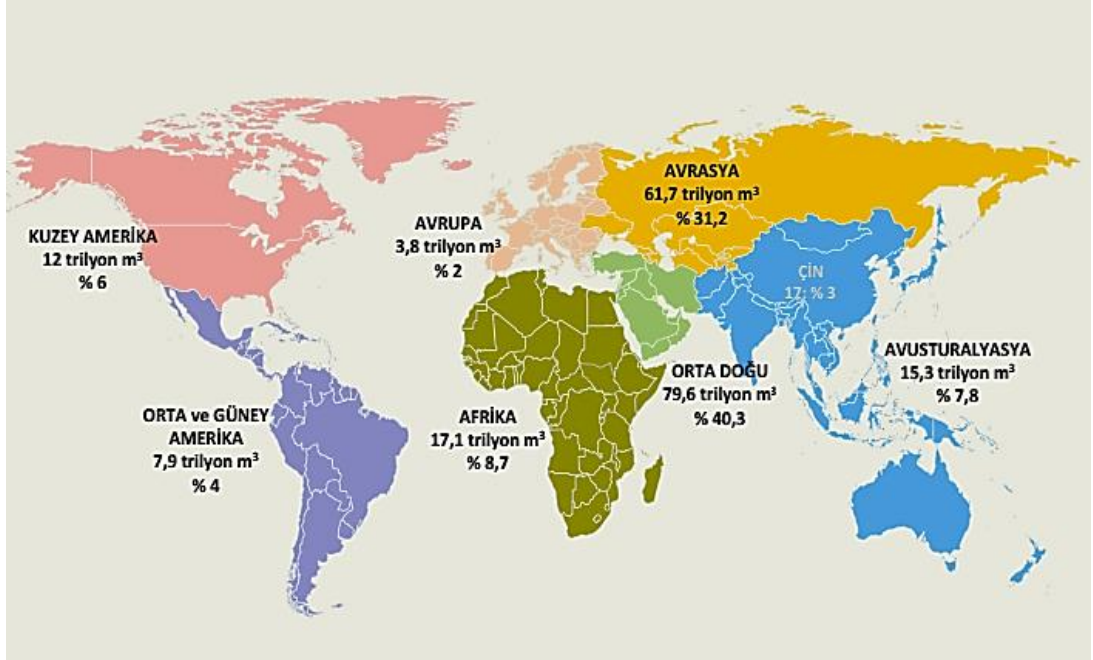 KUZEY AMERİKA
12 trilyon m³
% 6
ORTA ve GÜNEY
AMERİKA
7,9 trilyon m³
% 4
AVRUPA
3,8 trilyon m³
% 2
AFRİKA
17,1 trilyon m³
% 8,7
AVRASYA
61,7 trilyon m³
% 31,2
ORTA DOĞU
79,6 trilyon m³
% 40,3
ÇİN
17; % 3
AVUSTURALYASYA
15,3 trilyon m³
% 7,8